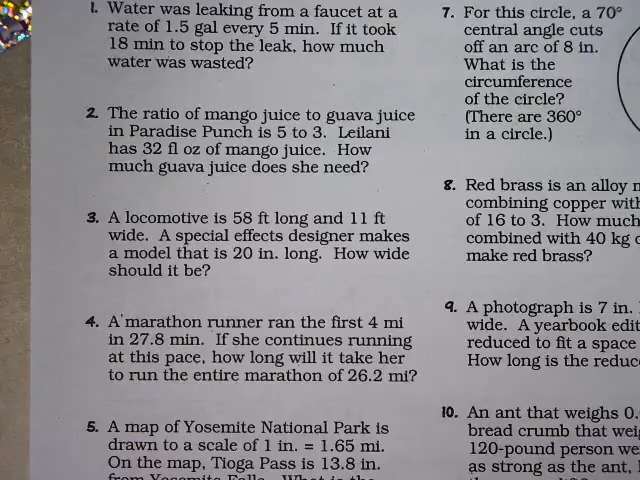 1. Water was leaking from a faucet at a
rate of 1.5 gal every 5 min. If it took
18 min to stop the leak, how much
water was wasted?
2. The ratio of mango juice to guava juice
in Paradise Punch is 5 to 3. Leilani
has 32 fl oz of mango juice. How
much guava juice does she need?
3. A locomotive is 58 ft long and 11 ft
wide. A special effects designer makes
a model that is 20 in. long. How wide
should it be?
4. A marathon runner ran the first 4 mi
in 27.8 min. If she continues running
at this pace, how long will it take her
to run the entire marathon of 26.2 mi?
5. A map of Yosemite National Park is
drawn to a scale of 1 in. = 1.65 mi.
On the map, Tioga Pass is 13.8 in.
from Yosemite Falls. What is the
7. For this circle, a 70°
central angle cuts
off an arc of 8 in.
What is the
circumference
of the circle?
(There are 360°
in a circle.)
8. Red brass is an alloy
combining copper
of 16 to 3. How much
combined with 40 kg
make red brass?
9. A photograph is 7 in.
wide. A yearbook
reduced to fit a space
How long is the
10. An ant that weighs 0.
bread crumb that
120-pound person
as strong as the ant,